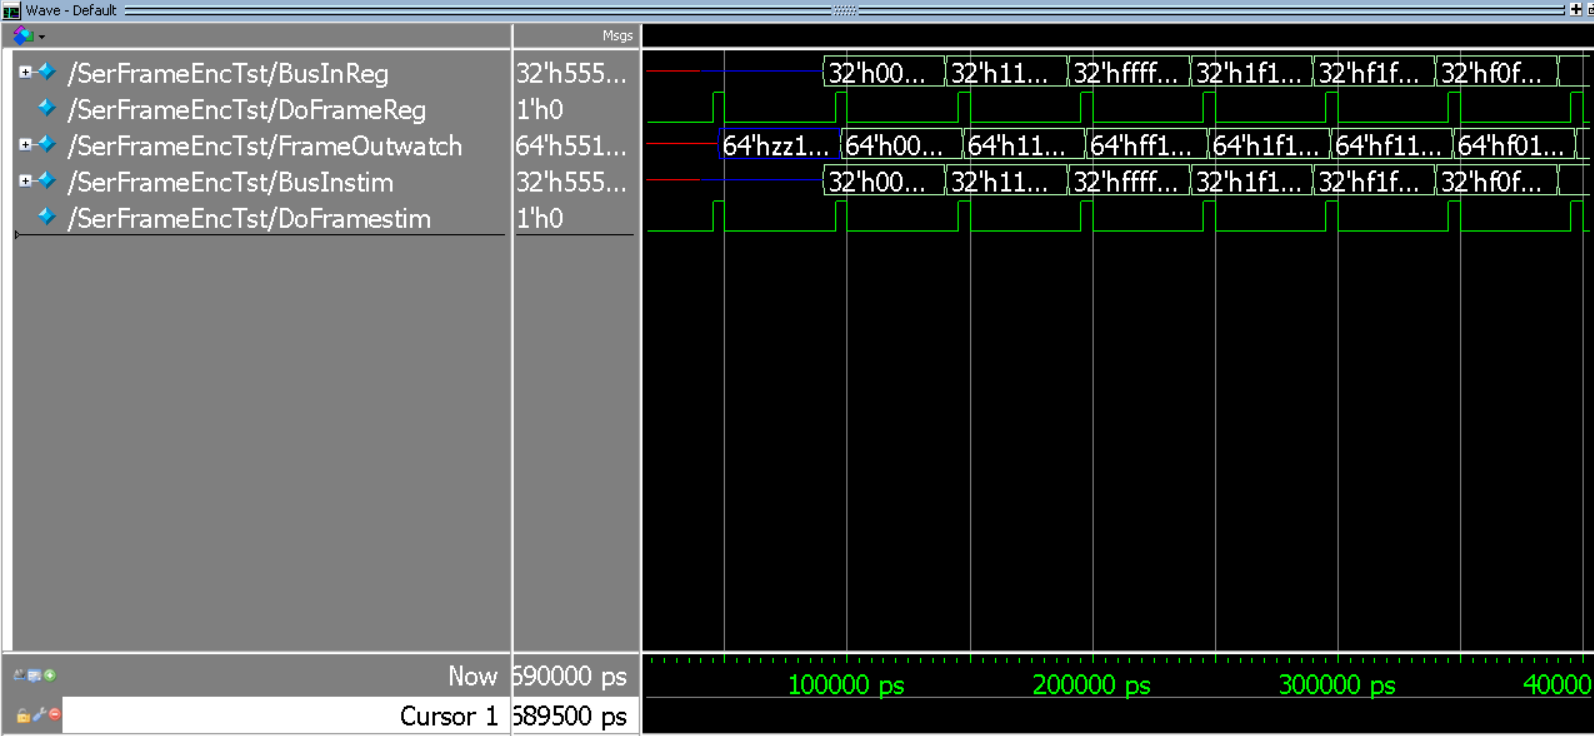 Wave - Default
Msgs
/SerFrameEncTst/BusInReg 32'h555... 32'h00... 32'h11... 32'hffff... 32'h1f1... 32'hf1f... 32'hf0f...
/SerFrameEncTst/DoFrameReg 1'h0
/SerFrameEncTst/FrameOutwatch 64'h551... 64'hzz1... 64'h00... 64'h11... 64'hff1... 64'h1f1... 64'hf11... 64'hf01...
/SerFrameEncTst/BusInstim 32'h555... 32'h00... 32'h11... 32'hffff... 32'h1f1... 32'hf1f... 32'hf0f...
/SerFrameEncTst/DoFramestim 1'h0
Now 690000 ps 100000 ps 200000 ps 300000 ps 40000
Cursor 1 689500 ps